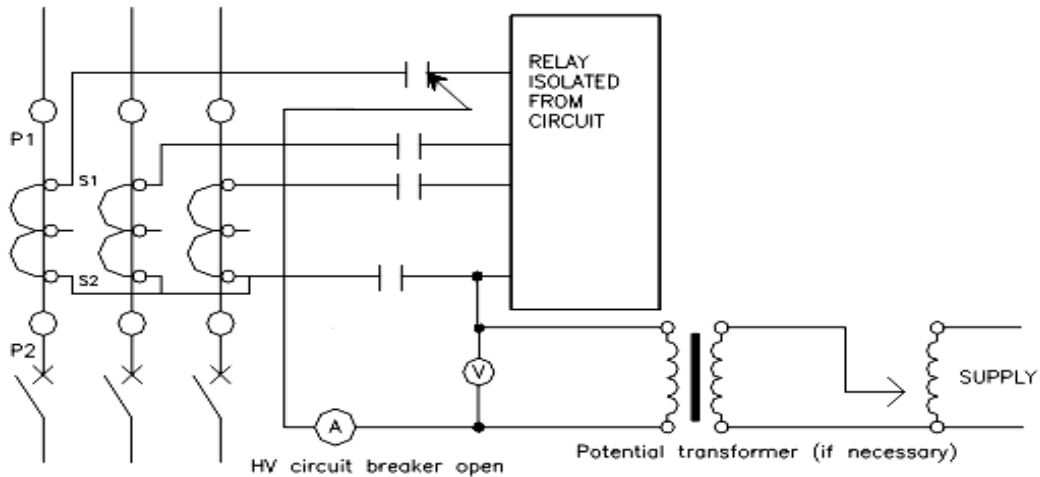 RELAY
ISOLATED
FROM
CIRCUIT
P1
S1
S2
P2
V
SUPPLY
A
HV circuit breaker open
Potential transformer (if necessary)